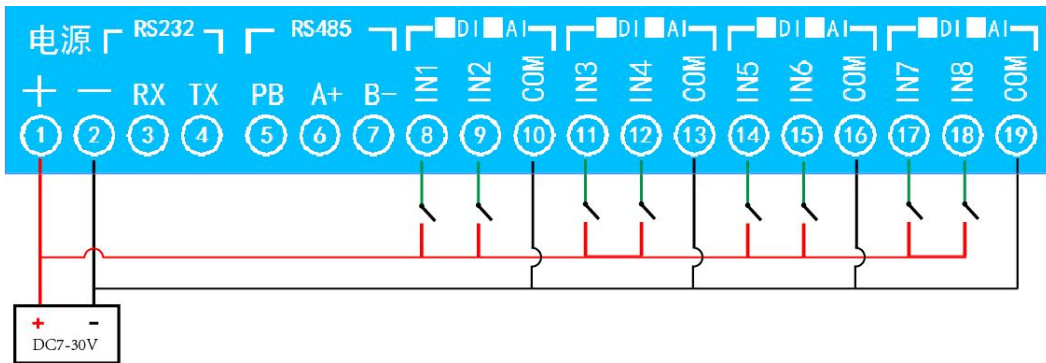 电源 RS232 RS485 DI AI DI AI DI AI DI AI
+ — RX TX PB A+ B- IN1 IN2 COM IN3 IN4 COM IN5 IN6 COM IN7 IN8 COM
1 2 3 4 5 6 7 8 9 10 11 12 13 14 15 16 17 18 19
+ -
DC7-30V